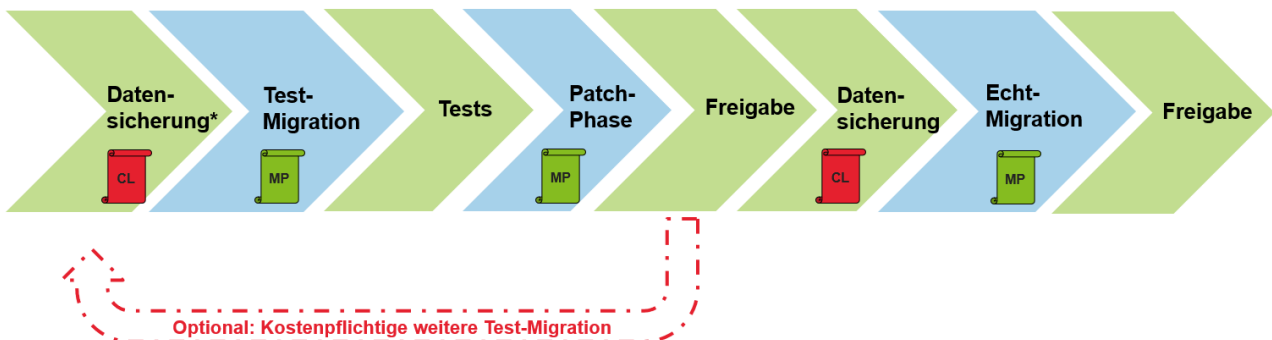 Daten-
sicherung*
CL
Test-
Migration
MP
Tests
Patch-
Phase
MP
Freigabe
Daten-
sicherung
CL
Echt-
Migration
MP
Freigabe
Optional: Kostenpflichtige weitere Test-Migration